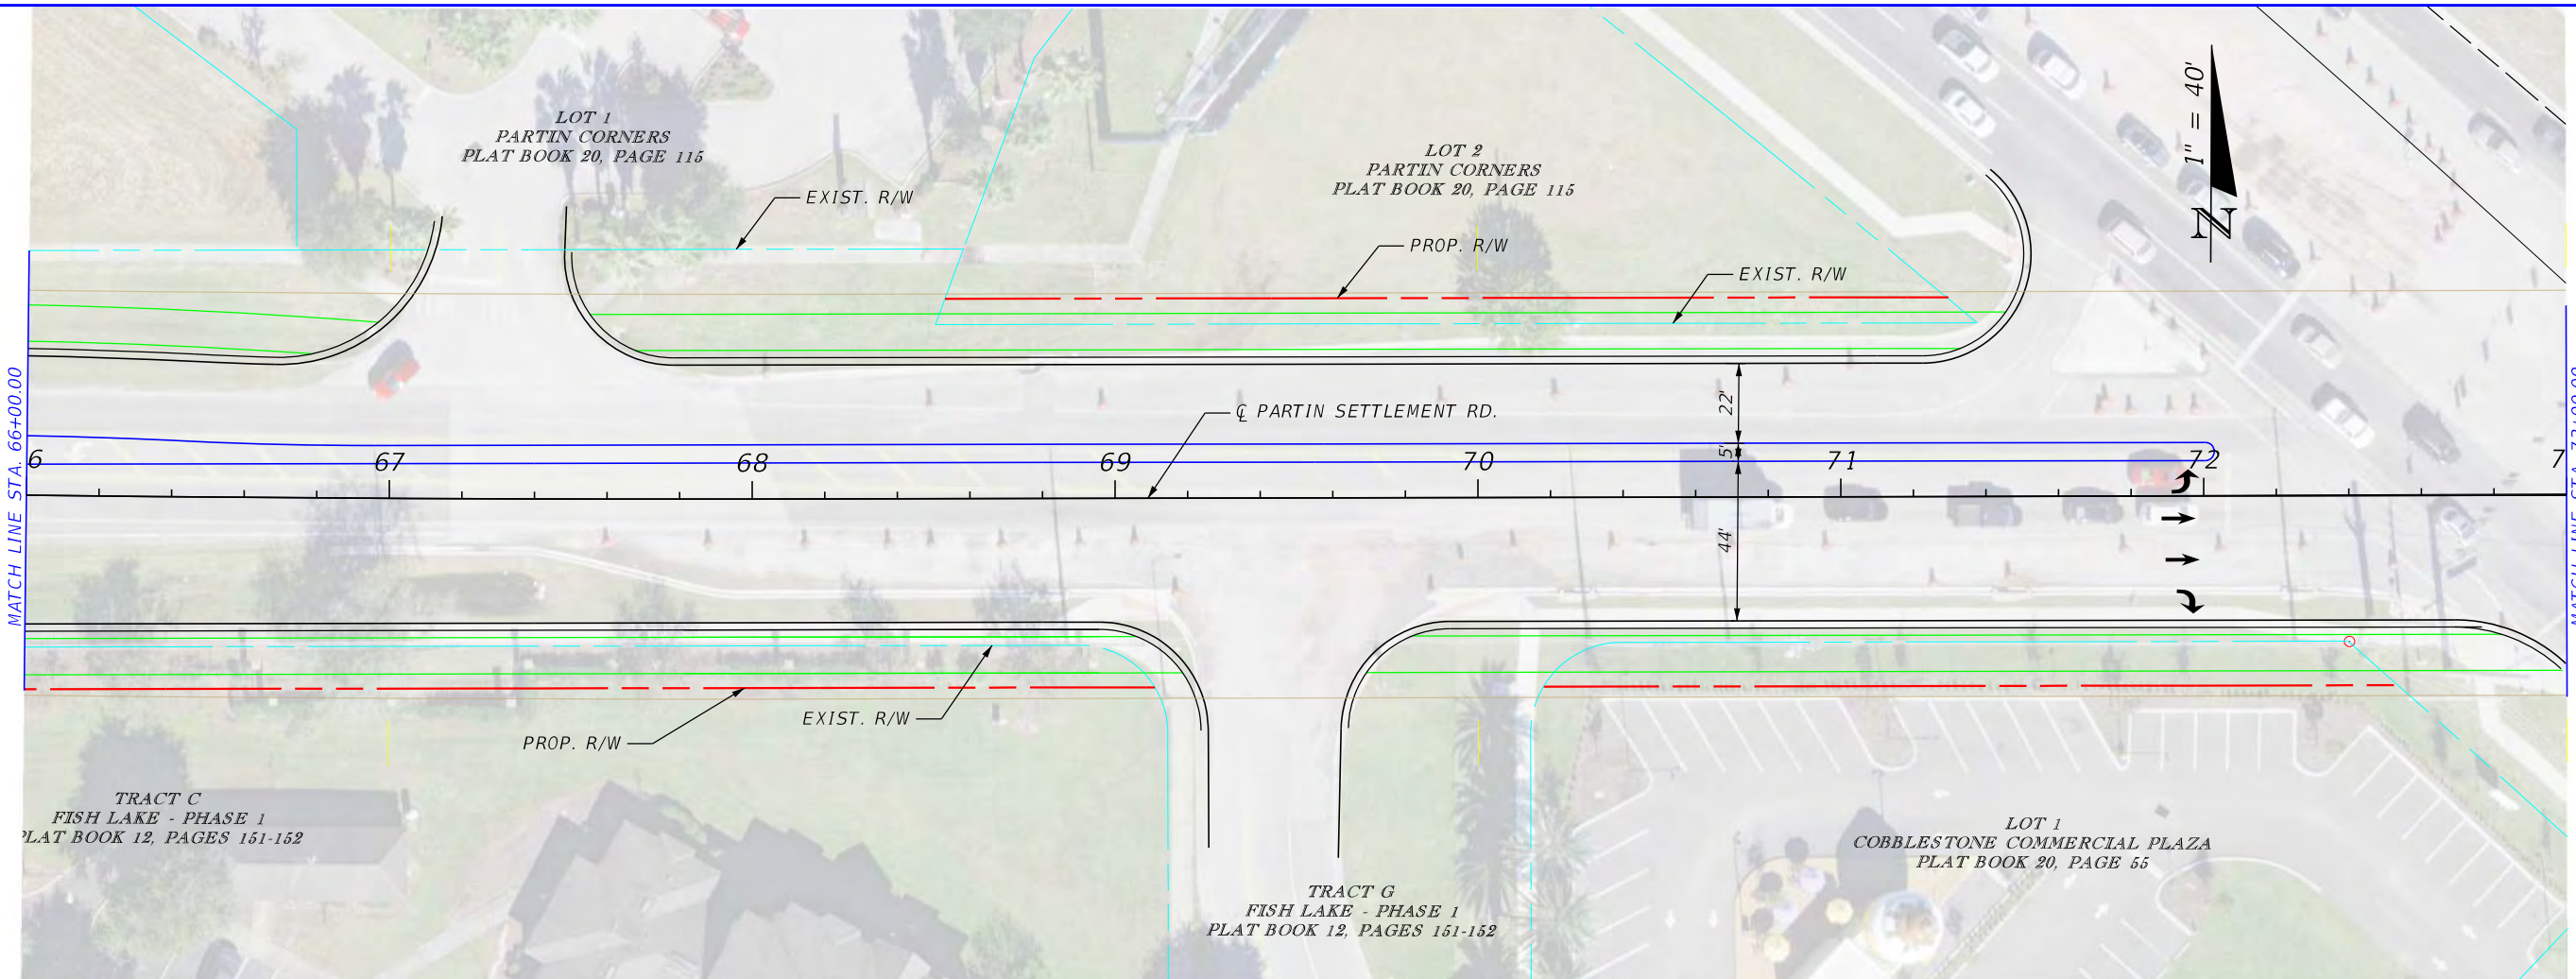 LOT 1
PARTIN CORNERS
PLAT BOOK 20, PAGE 115
EXIST. R/W
LOT 2
PARTIN CORNERS
PLAT BOOK 20, PAGE 115
PROP. R/W
EXIST. R/W
1" = 40'
N
MATCH LINE STA. 66+00.00
℄ PARTIN SETTLEMENT RD.
22'
5'
44'
6
67
68
69
70
71
72
7
EXIST. R/W
PROP. R/W
TRACT C
FISH LAKE - PHASE 1
PLAT BOOK 12, PAGES 151-152
TRACT G
FISH LAKE - PHASE 1
PLAT BOOK 12, PAGES 151-152
LOT 1
COBBLESTONE COMMERCIAL PLAZA
PLAT BOOK 20, PAGE 55